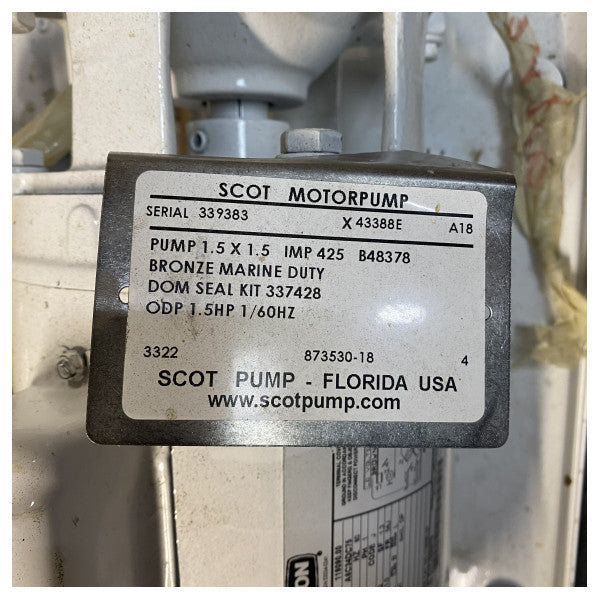 SCOT MOTORPUMP
SERIAL 339383 X 43388E A18
PUMP 1.5 X 1.5 IMP 425 B48378
BRONZE MARINE DUTY
DOM SEAL KIT 337428
ODP 1.5HP 1/60HZ
3322 873530-18 4
SCOT PUMP - FLORIDA USA
www.scotpump.com